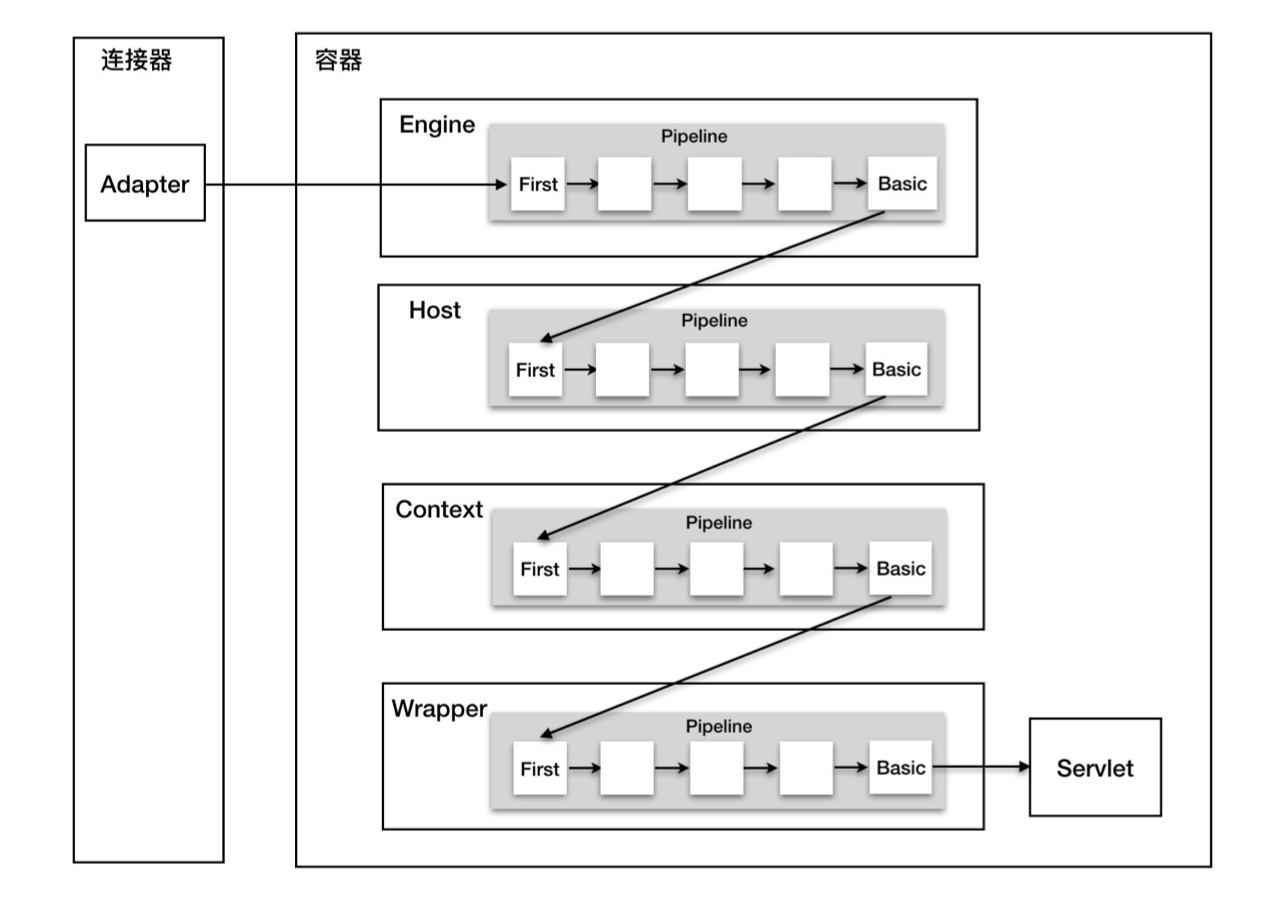 连接器
容器
Adapter
Engine
Pipeline
First
Basic
Host
Pipeline
First
Basic
Context
Pipeline
First
Basic
Wrapper
Pipeline
First
Basic
Servlet